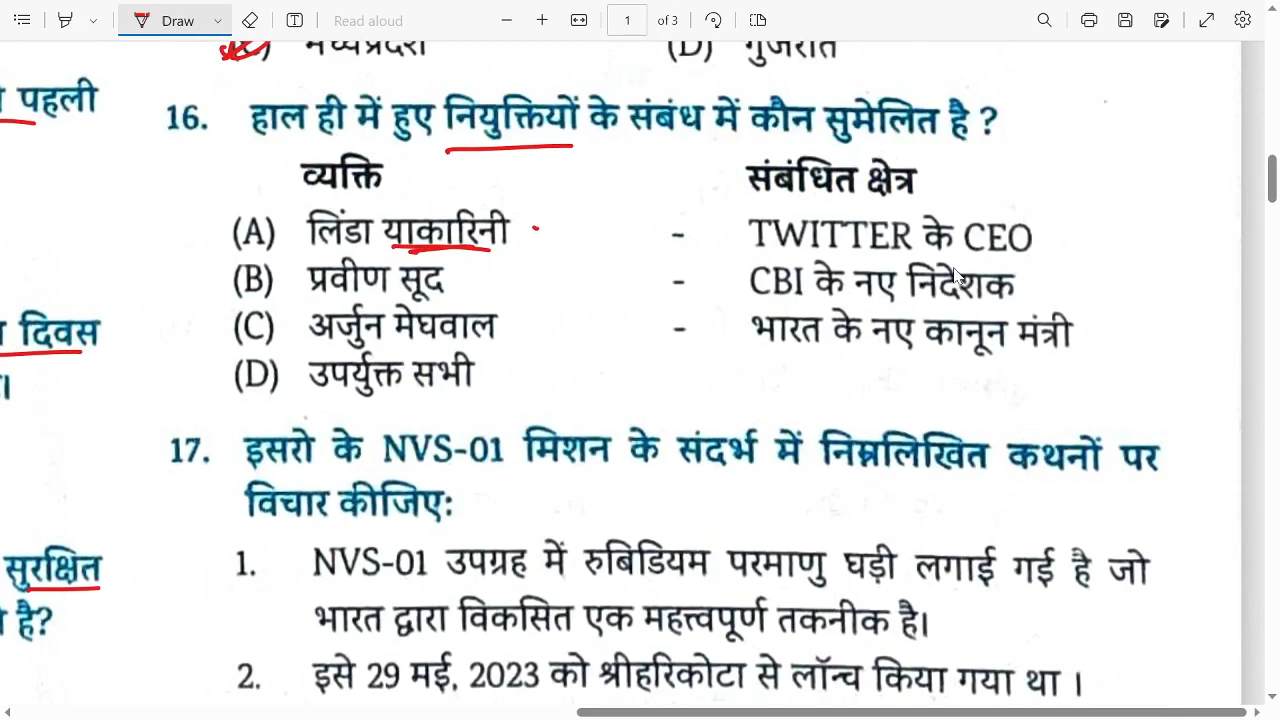 Draw
Read aloud
1 of 3
मध्यप्रदेश (D) गुजरात
पहली
16. हाल ही में हुए नियुक्तियों के संबंध में कौन सुमेलित है ?
व्यक्ति संबंधित क्षेत्र
(A) लिंडा याकारिनी - TWITTER के CEO
(B) प्रवीण सूद - CBI के नए निदेशक
(C) अर्जुन मेघवाल - भारत के नए कानून मंत्री
दिवस
(D) उपर्युक्त सभी
17. इसरो के NVS-01 मिशन के संदर्भ में निम्नलिखित कथनों पर
विचार कीजिए:
1. NVS-01 उपग्रह में रुबिडियम परमाणु घड़ी लगाई गई है जो
सुरक्षित
भारत द्वारा विकसित एक महत्त्वपूर्ण तकनीक है।
है?
2. इसे 29 मई, 2023 को श्रीहरिकोटा से लॉन्च किया गया था ।